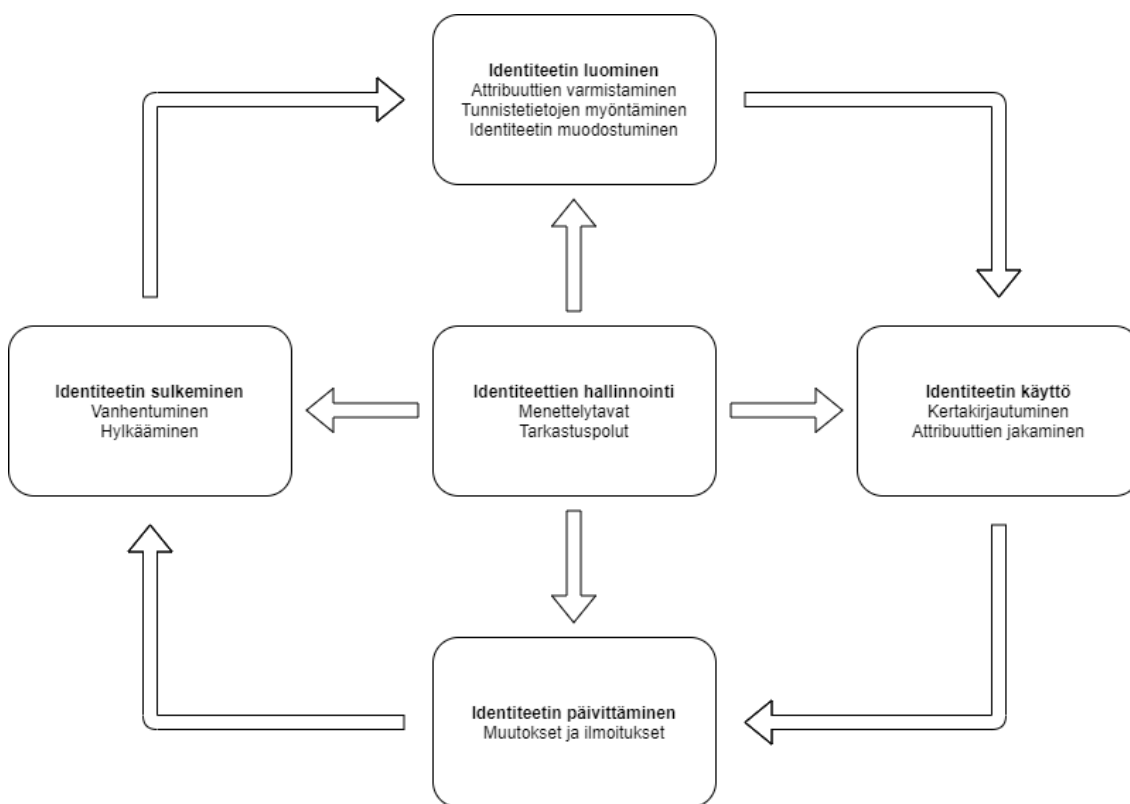 Identiteetin luominen
Attribuuttien varmistaminen
Tunnistetietojen myöntäminen
Identiteetin muodostuminen
Identiteetin sulkeminen
Vanhentuminen
Hylkääminen
Identiteettien hallinnointi
Menettelytavat
Tarkastuspolut
Identiteetin käyttö
Kertakirjautuminen
Attribuuttien jakaminen
Identiteetin päivittäminen
Muutokset ja ilmoitukset